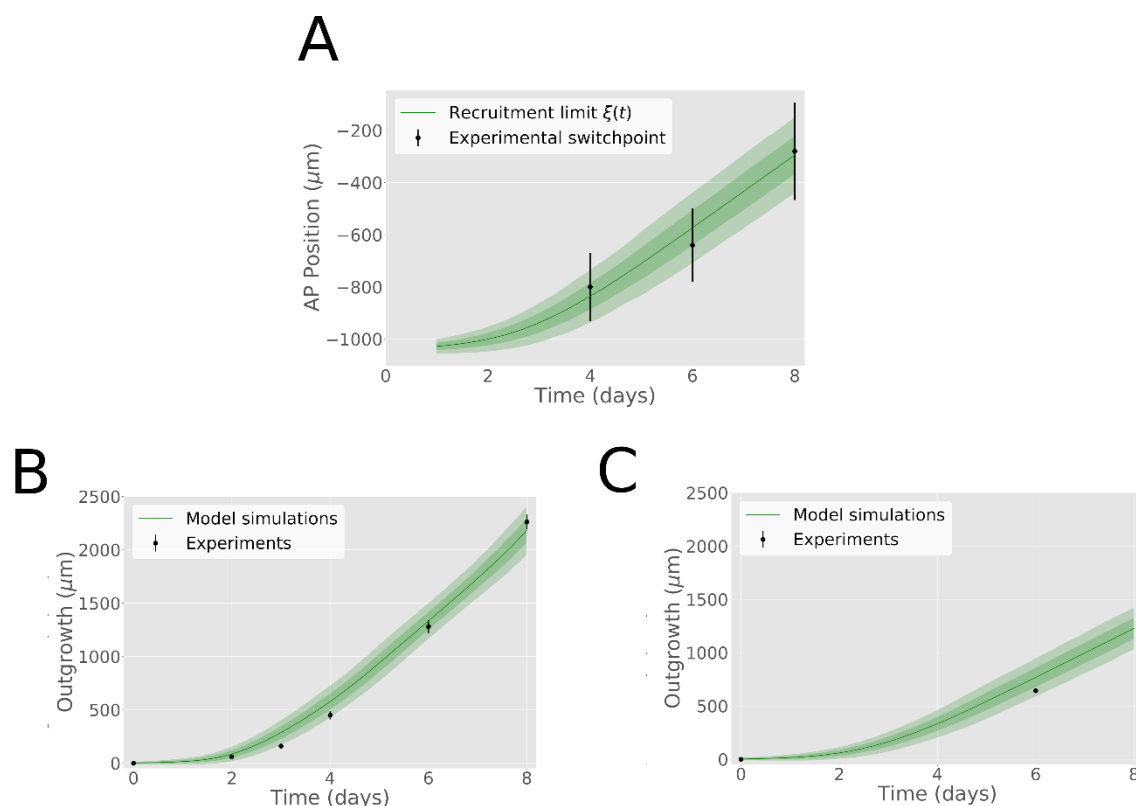 A
Recruitment limit ξ(t)
Experimental switchpoint
AP Position (μm)
−200
−400
−600
−800
−1000
0 2 4 6 8
Time (days)
B
Model simulations
Experiments
Outgrowth (μm)
2500
2000
1500
1000
500
0
0 2 4 6 8
Time (days)
C
Model simulations
Experiments
Outgrowth (μm)
2500
2000
1500
1000
500
0
0 2 4 6 8
Time (days)